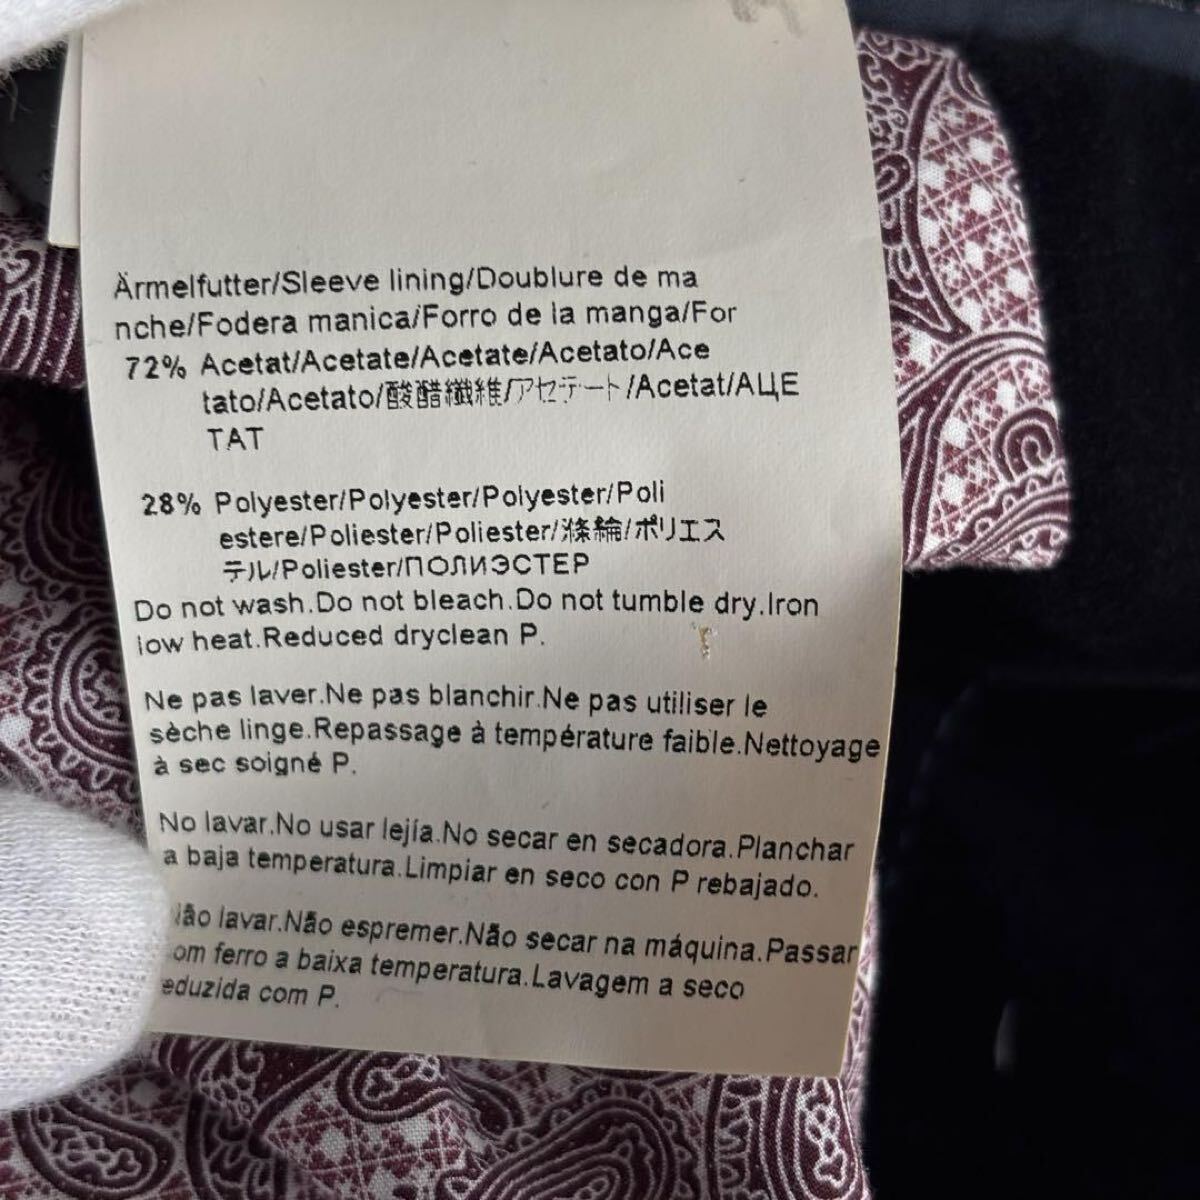 Ärmelfutter/Sleeve lining/Doublure de ma
nche/Fodera manica/Forro de la manga/For
72% Acetat/Acetate/Acetate/Acetato/Ace
tato/Acetato/酸醋纖維/アセテート/Acetat/АЦЕ
ТАТ
28% Polyester/Polyester/Polyester/Poli
estere/Poliester/Poliester/滌綸/ポリエス
テル/Poliester/ПОЛИЭСТЕР
Do not wash.Do not bleach.Do not tumble dry.Iron
low heat.Reduced dryclean P.
Ne pas laver.Ne pas blanchir.Ne pas utiliser le
sèche linge.Repassage à température faible.Nettoyage
à sec soigné P.
No lavar.No usar lejía.No secar en secadora.Planchar
a baja temperatura.Limpiar en seco con P rebajado.
Não lavar.Não espremer.Não secar na máquina.Passar
om ferro a baixa temperatura.Lavagem a seco
eduzida com P.